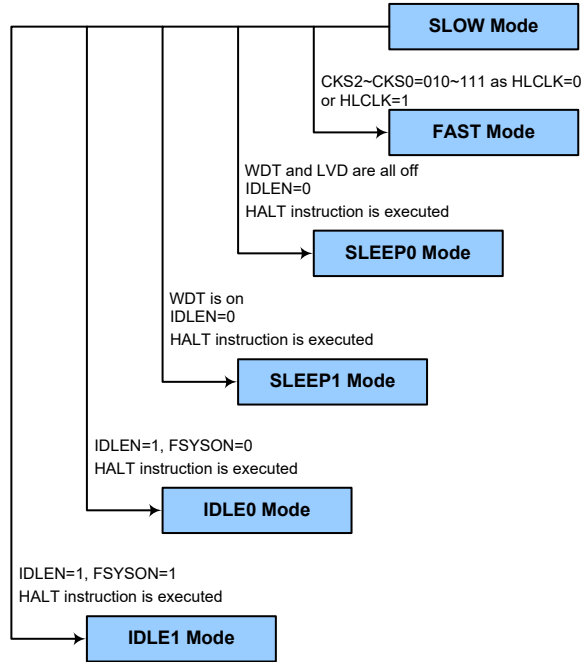 SLOW Mode
CKS2~CKS0=010~111 as HLCLK=0
or HLCLK=1
FAST Mode
WDT and LVD are all off
IDLEN=0
HALT instruction is executed
SLEEP0 Mode
WDT is on
IDLEN=0
HALT instruction is executed
SLEEP1 Mode
IDLEN=1, FSYSON=0
HALT instruction is executed
IDLE0 Mode
IDLEN=1, FSYSON=1
HALT instruction is executed
IDLE1 Mode